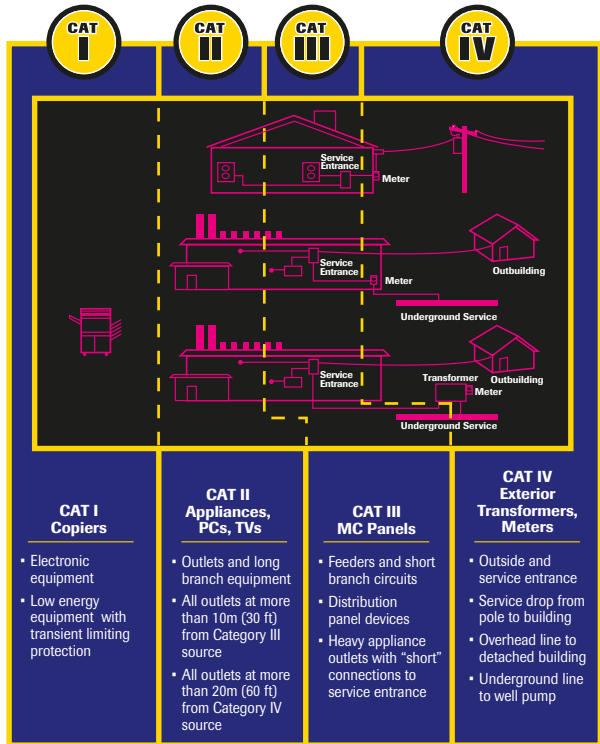 CAT
I
CAT
II
CAT
III
CAT
IV
Service
Entrance
Meter
Service
Entrance
Meter
Outbuilding
Underground Service
Service
Entrance
Transformer
Outbuilding
Meter
Underground Service
CAT I
Copiers
• Electronic
equipment
• Low energy
equipment with
transient limiting
protection
CAT II
Appliances,
PCs, TVs
• Outlets and long
branch equipment
• All outlets at more
than 10m (30 ft)
from Category III
source
• All outlets at more
than 20m (60 ft)
from Category IV
source
CAT III
MC Panels
• Feeders and short
branch circuits
• Distribution
panel devices
• Heavy appliance
outlets with “short”
connections to
service entrance
CAT IV
Exterior
Transformers,
Meters
• Outside and
service entrance
• Service drop from
pole to building
• Overhead line to
detached building
• Underground line
to well pump